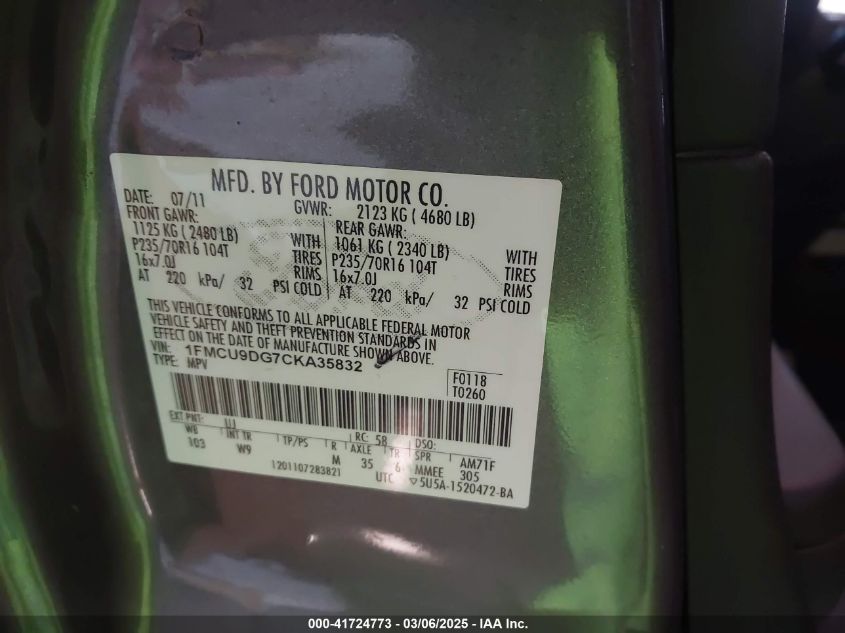 MFD. BY FORD MOTOR CO.
DATE: 07/11 GVWR: 2123 KG ( 4680 LB)
FRONT GAWR: REAR GAWR:
1125 KG ( 2480 LB) WITH 1061 KG ( 2340 LB) WITH
P235/70R16 104T TIRES P235/70R16 104T TIRES
16x7.0J RIMS 16x7.0J RIMS
AT 220 kPa/ 32 PSI COLD AT 220 kPa/ 32 PSI COLD
THIS VEHICLE CONFORMS TO ALL APPLICABLE FEDERAL MOTOR
VEHICLE SAFETY AND THEFT PREVENTION STANDARDS IN
EFFECT ON THE DATE OF MANUFACTURE SHOWN ABOVE.
VIN: 1FMCU9DG7CKA35832
TYPE: MPV
F0118
T0260
EXT PNT: UJ RC: 58 DSO:
WB INT TR TP/PS R AXLE TR SPR AM71F
103 W9 M 35 6 MMEE 305
1201107283821 UTC ▽5U5A-1520472-BA
000-41724773 - 03/06/2025 - IAA Inc.